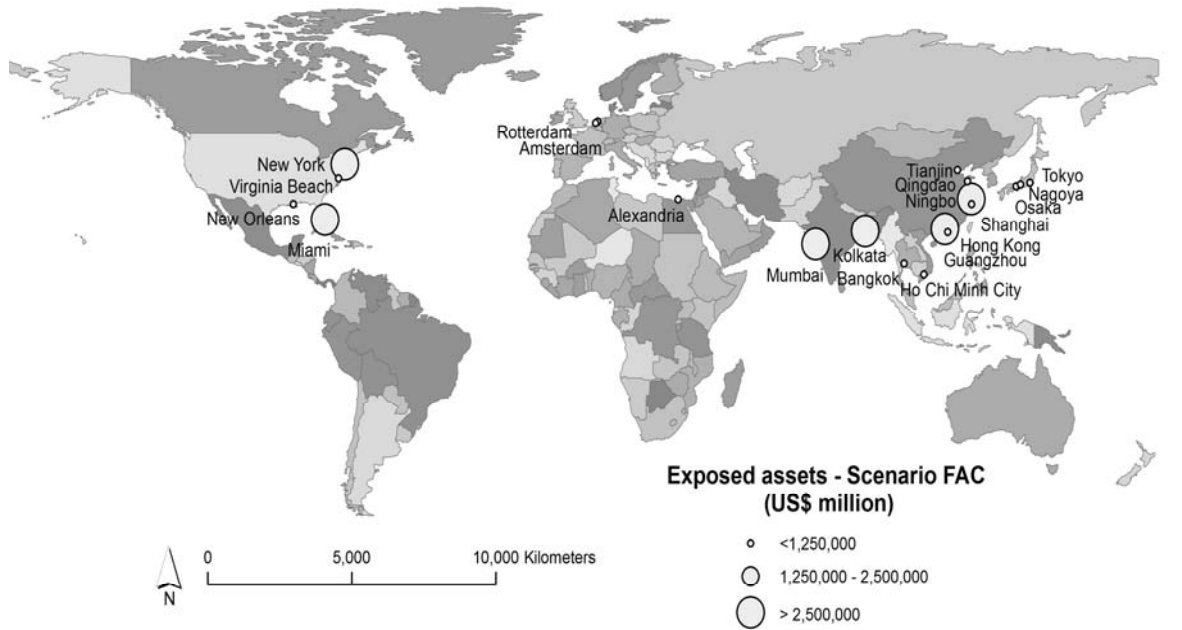 Rotterdam
Amsterdam
New York
Virginia Beach
New Orleans
Miami
Alexandria
Tianjin
Qingdao
Ningbo
Tokyo
Nagoya
Osaka
Shanghai
Hong Kong
Guangzhou
Kolkata
Mumbai
Bangkok
Ho Chi Minh City
Exposed assets - Scenario FAC
(US$ million)
<1,250,000
1,250,000 - 2,500,000
> 2,500,000
0 5,000 10,000 Kilometers
N